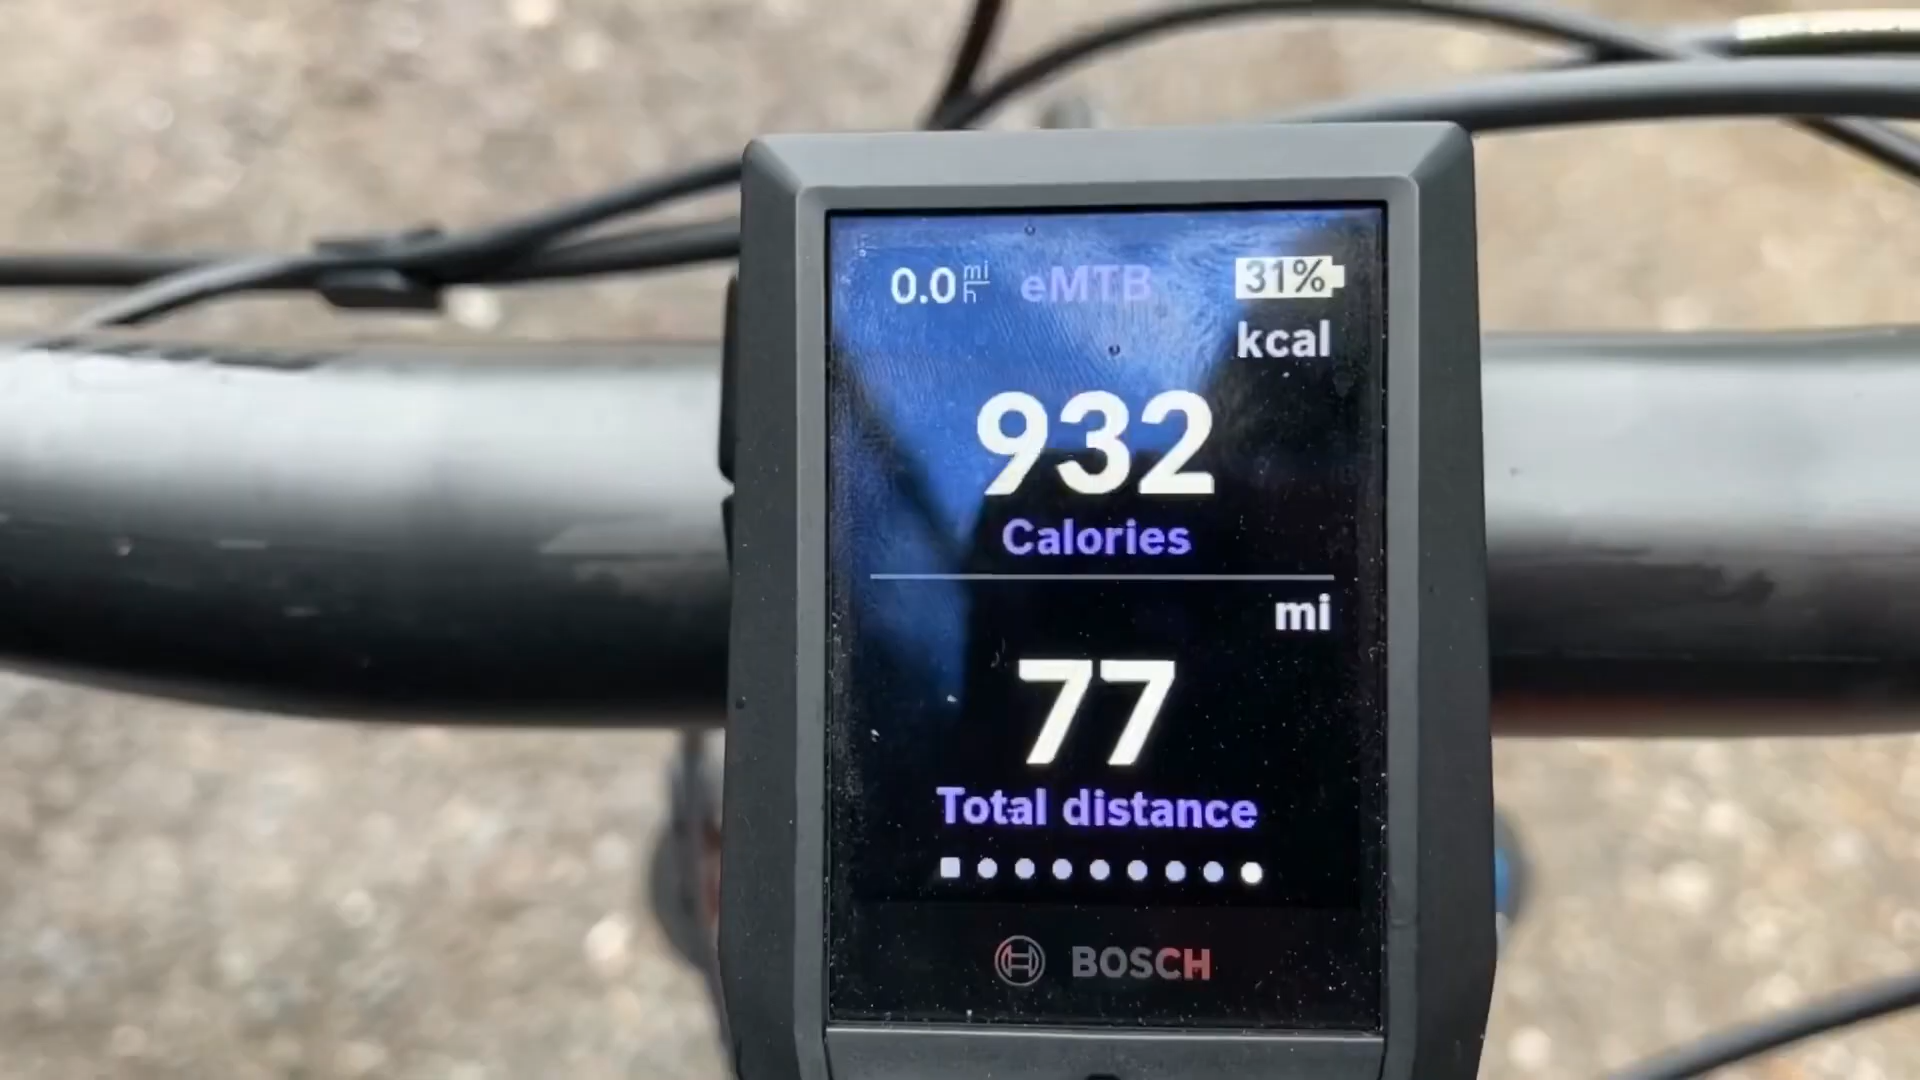 0.0 mi/h eMTB 31%
kcal
932
Calories
mi
77
Total distance
BOSCH